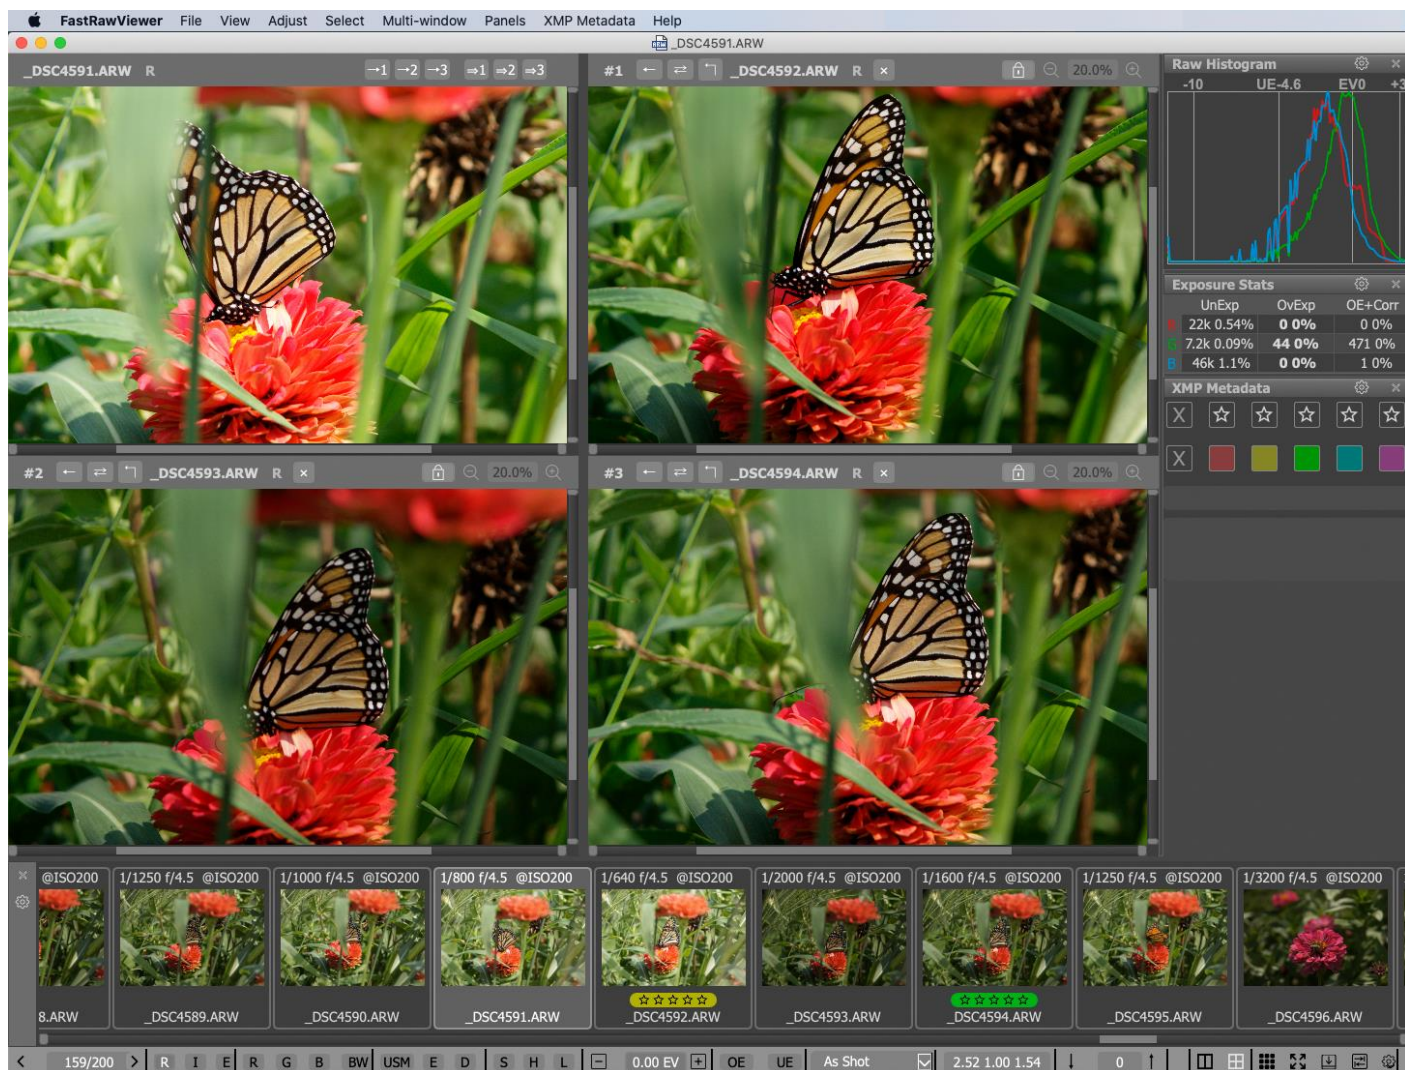 FastRawViewer File View Adjust Select Multi-window Panels XMP Metadata Help
_DSC4591.ARW
_DSC4591.ARW R →1 →2 →3 ⇒1 ⇒2 ⇒3
#1 ← ⇄ _DSC4592.ARW R × 20.0%
Raw Histogram
-10 UE-4.6 EV0 +3
Exposure Stats
UnExp OvExp OE+Corr
R 22k 0.54% 0 0% 0 0%
G 7.2k 0.09% 44 0% 471 0%
B 46k 1.1% 0 0% 1 0%
XMP Metadata
X
X
#2 ← ⇄ _DSC4593.ARW R × 20.0%
#3 ← ⇄ _DSC4594.ARW R × 20.0%
@ISO200 1/1250 f/4.5 @ISO200 1/1000 f/4.5 @ISO200 1/800 f/4.5 @ISO200 1/640 f/4.5 @ISO200 1/2000 f/4.5 @ISO200 1/1600 f/4.5 @ISO200 1/1250 f/4.5 @ISO200 1/3200 f/4.5 @ISO200
8.ARW _DSC4589.ARW _DSC4590.ARW _DSC4591.ARW _DSC4592.ARW _DSC4593.ARW _DSC4594.ARW _DSC4595.ARW _DSC4596.ARW
159/200 R I E R G B BW USM E D S H L 0.00 EV OE UE As Shot 2.52 1.00 1.54 0